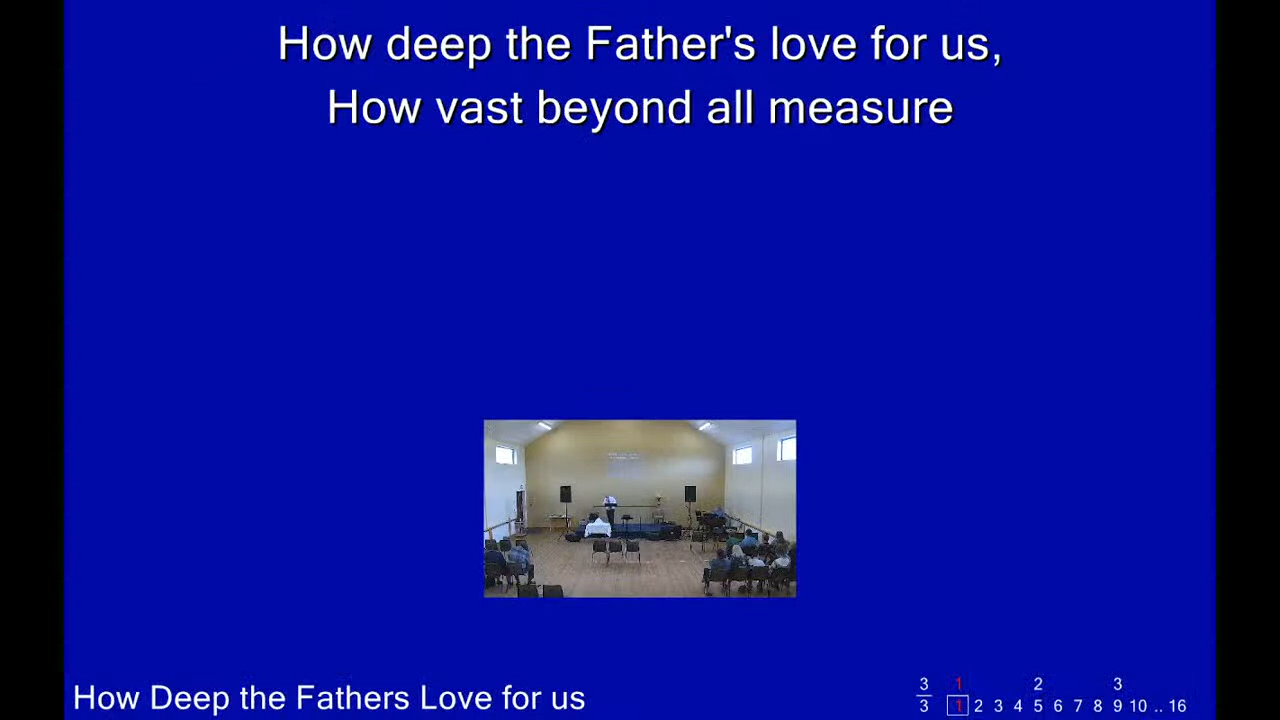 How deep the Father's love for us,
How vast beyond all measure
How Deep the Fathers Love for us
3 1 2 3
3 1 2 3 4 5 6 7 8 9 10 .. 16